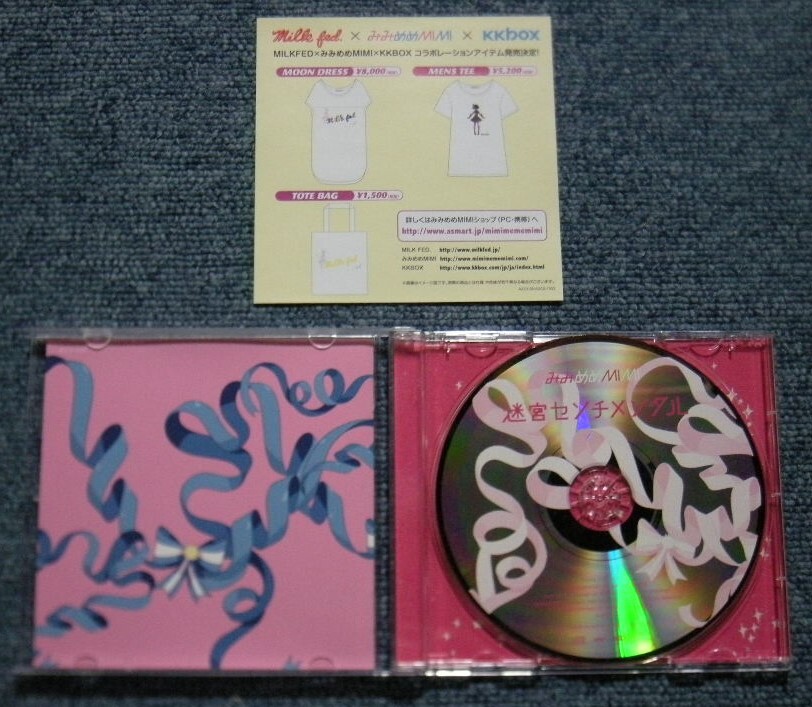 Milk fed. × みみめめMIMI × KKBOX
MILKFED×みみめめMIMI×KKBOX コラボレーションアイテム発売決定!
MOON DRESS ¥8,000
MENS TEE ¥5,200
Milk fed
TOTE BAG ¥1,500
Milk fed
詳しくはみみめめMIMIショップ(PC・携帯)へ
http://www.asmart.jp/mimimemeMimi
MILK FED. http://www.milkfed.jp/
みみめめMIMI http://www.mimimemeMimi.com/
KKBOX http://www.kkbox.com/jp/ja/index.html
みみめめMIMI
迷宮センチメンタル